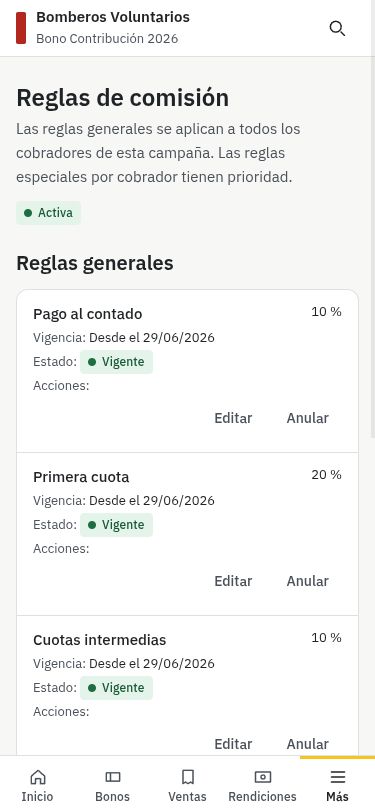 Bomberos Voluntarios
Bono Contribución 2026
Reglas de comisión
Las reglas generales se aplican a todos los
cobradores de esta campaña. Las reglas
especiales por cobrador tienen prioridad.
Activa
Reglas generales
Pago al contado 10 %
Vigencia: Desde el 29/06/2026
Estado: Vigente
Acciones:
Editar Anular
Primera cuota 20 %
Vigencia: Desde el 29/06/2026
Estado: Vigente
Acciones:
Editar Anular
Cuotas intermedias 10 %
Vigencia: Desde el 29/06/2026
Estado: Vigente
Acciones:
Editar Anular
Inicio Bonos Ventas Rendiciones Más